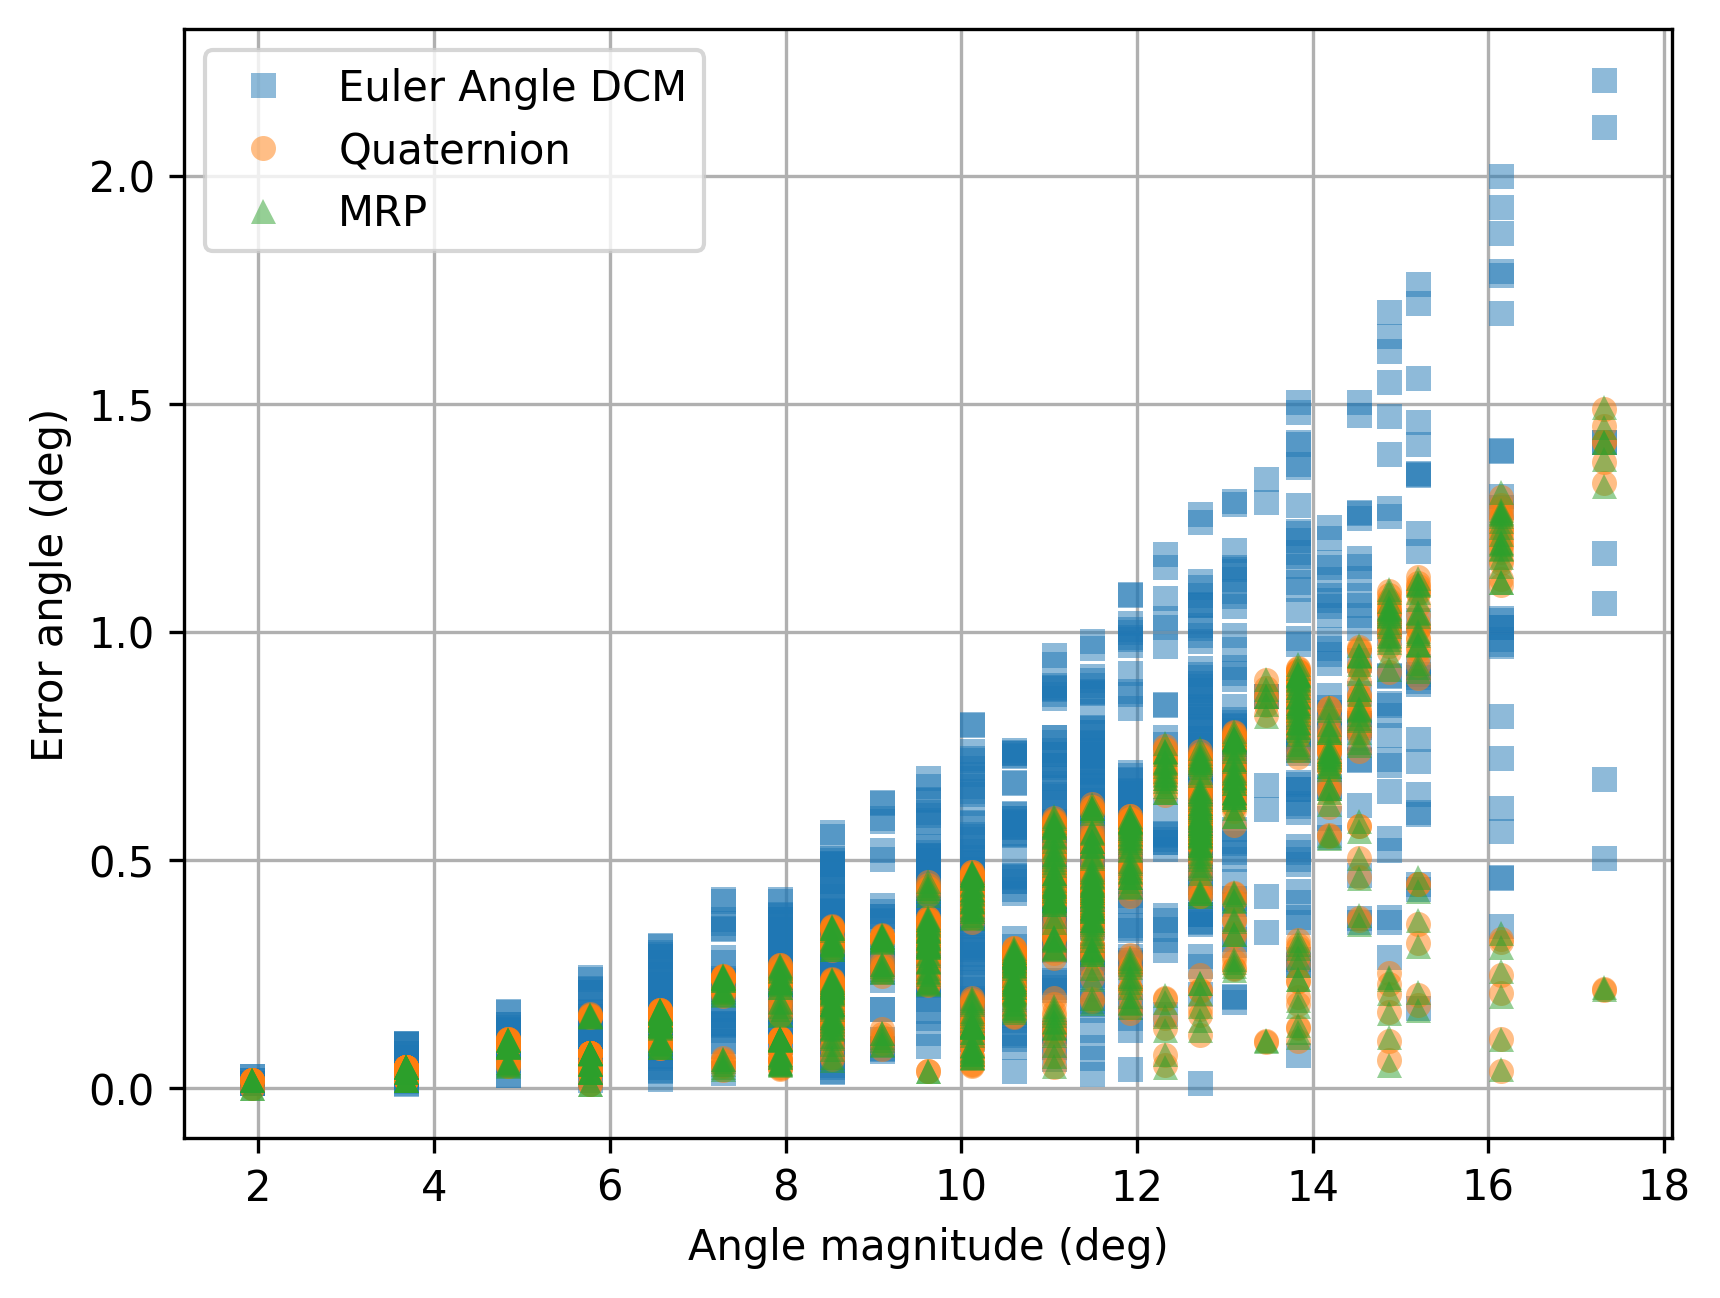 Euler Angle DCM
Quaternion
MRP
2.0
1.5
1.0
0.5
0.0
Error angle (deg)
2 4 6 8 10 12 14 16 18
Angle magnitude (deg)